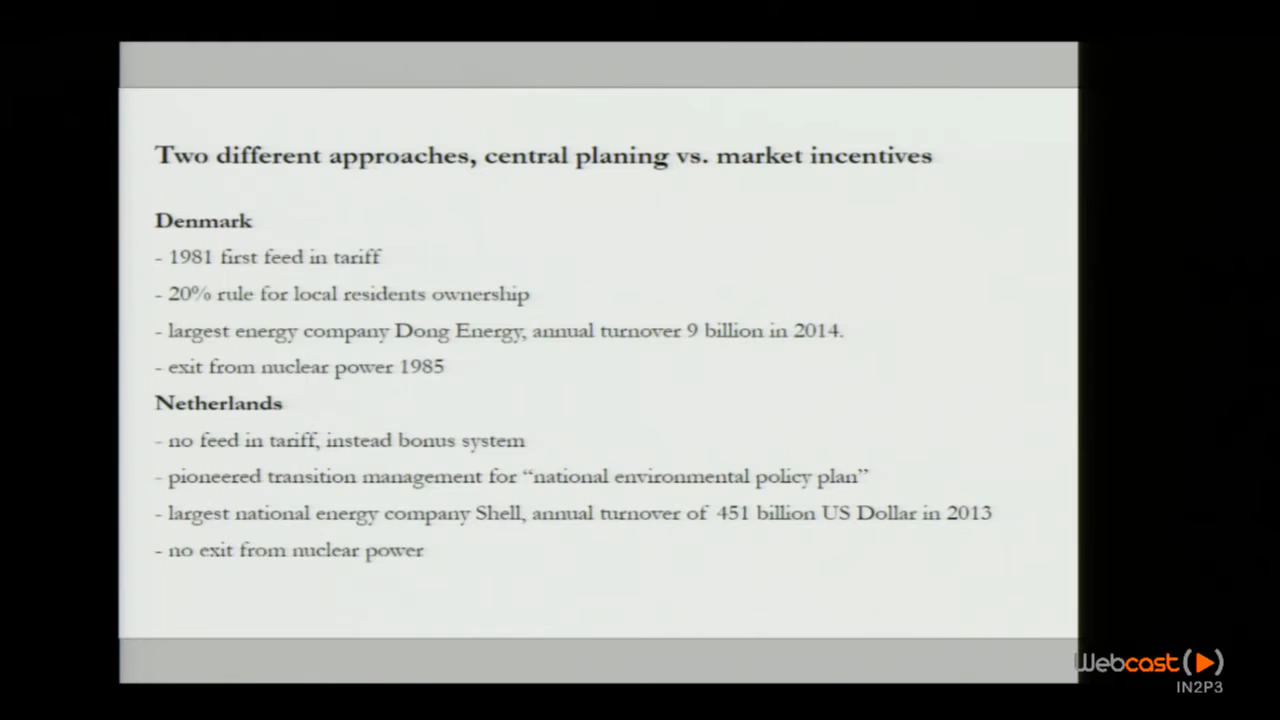 Two different approaches, central planing vs. market incentives
Denmark
- 1981 first feed in tariff
- 20% rule for local residents ownership
- largest energy company Dong Energy, annual turnover 9 billion in 2014.
- exit from nuclear power 1985
Netherlands
- no feed in tariff, instead bonus system
- pioneered transition management for “national environmental policy plan”
- largest national energy company Shell, annual turnover of 451 billion US Dollar in 2013
- no exit from nuclear power
Webcast
IN2P3